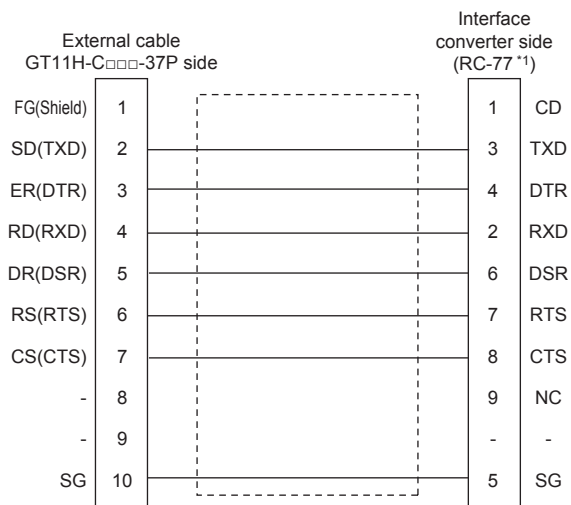 External cable
GT11H-C□□□-37P side
Interface
converter side
(RC-77 *1)
FG(Shield) 1 1 CD
SD(TXD) 2 3 TXD
ER(DTR) 3 4 DTR
RD(RXD) 4 2 RXD
DR(DSR) 5 6 DSR
RS(RTS) 6 7 RTS
CS(CTS) 7 8 CTS
- 8 9 NC
- 9 - -
SG 10 5 SG